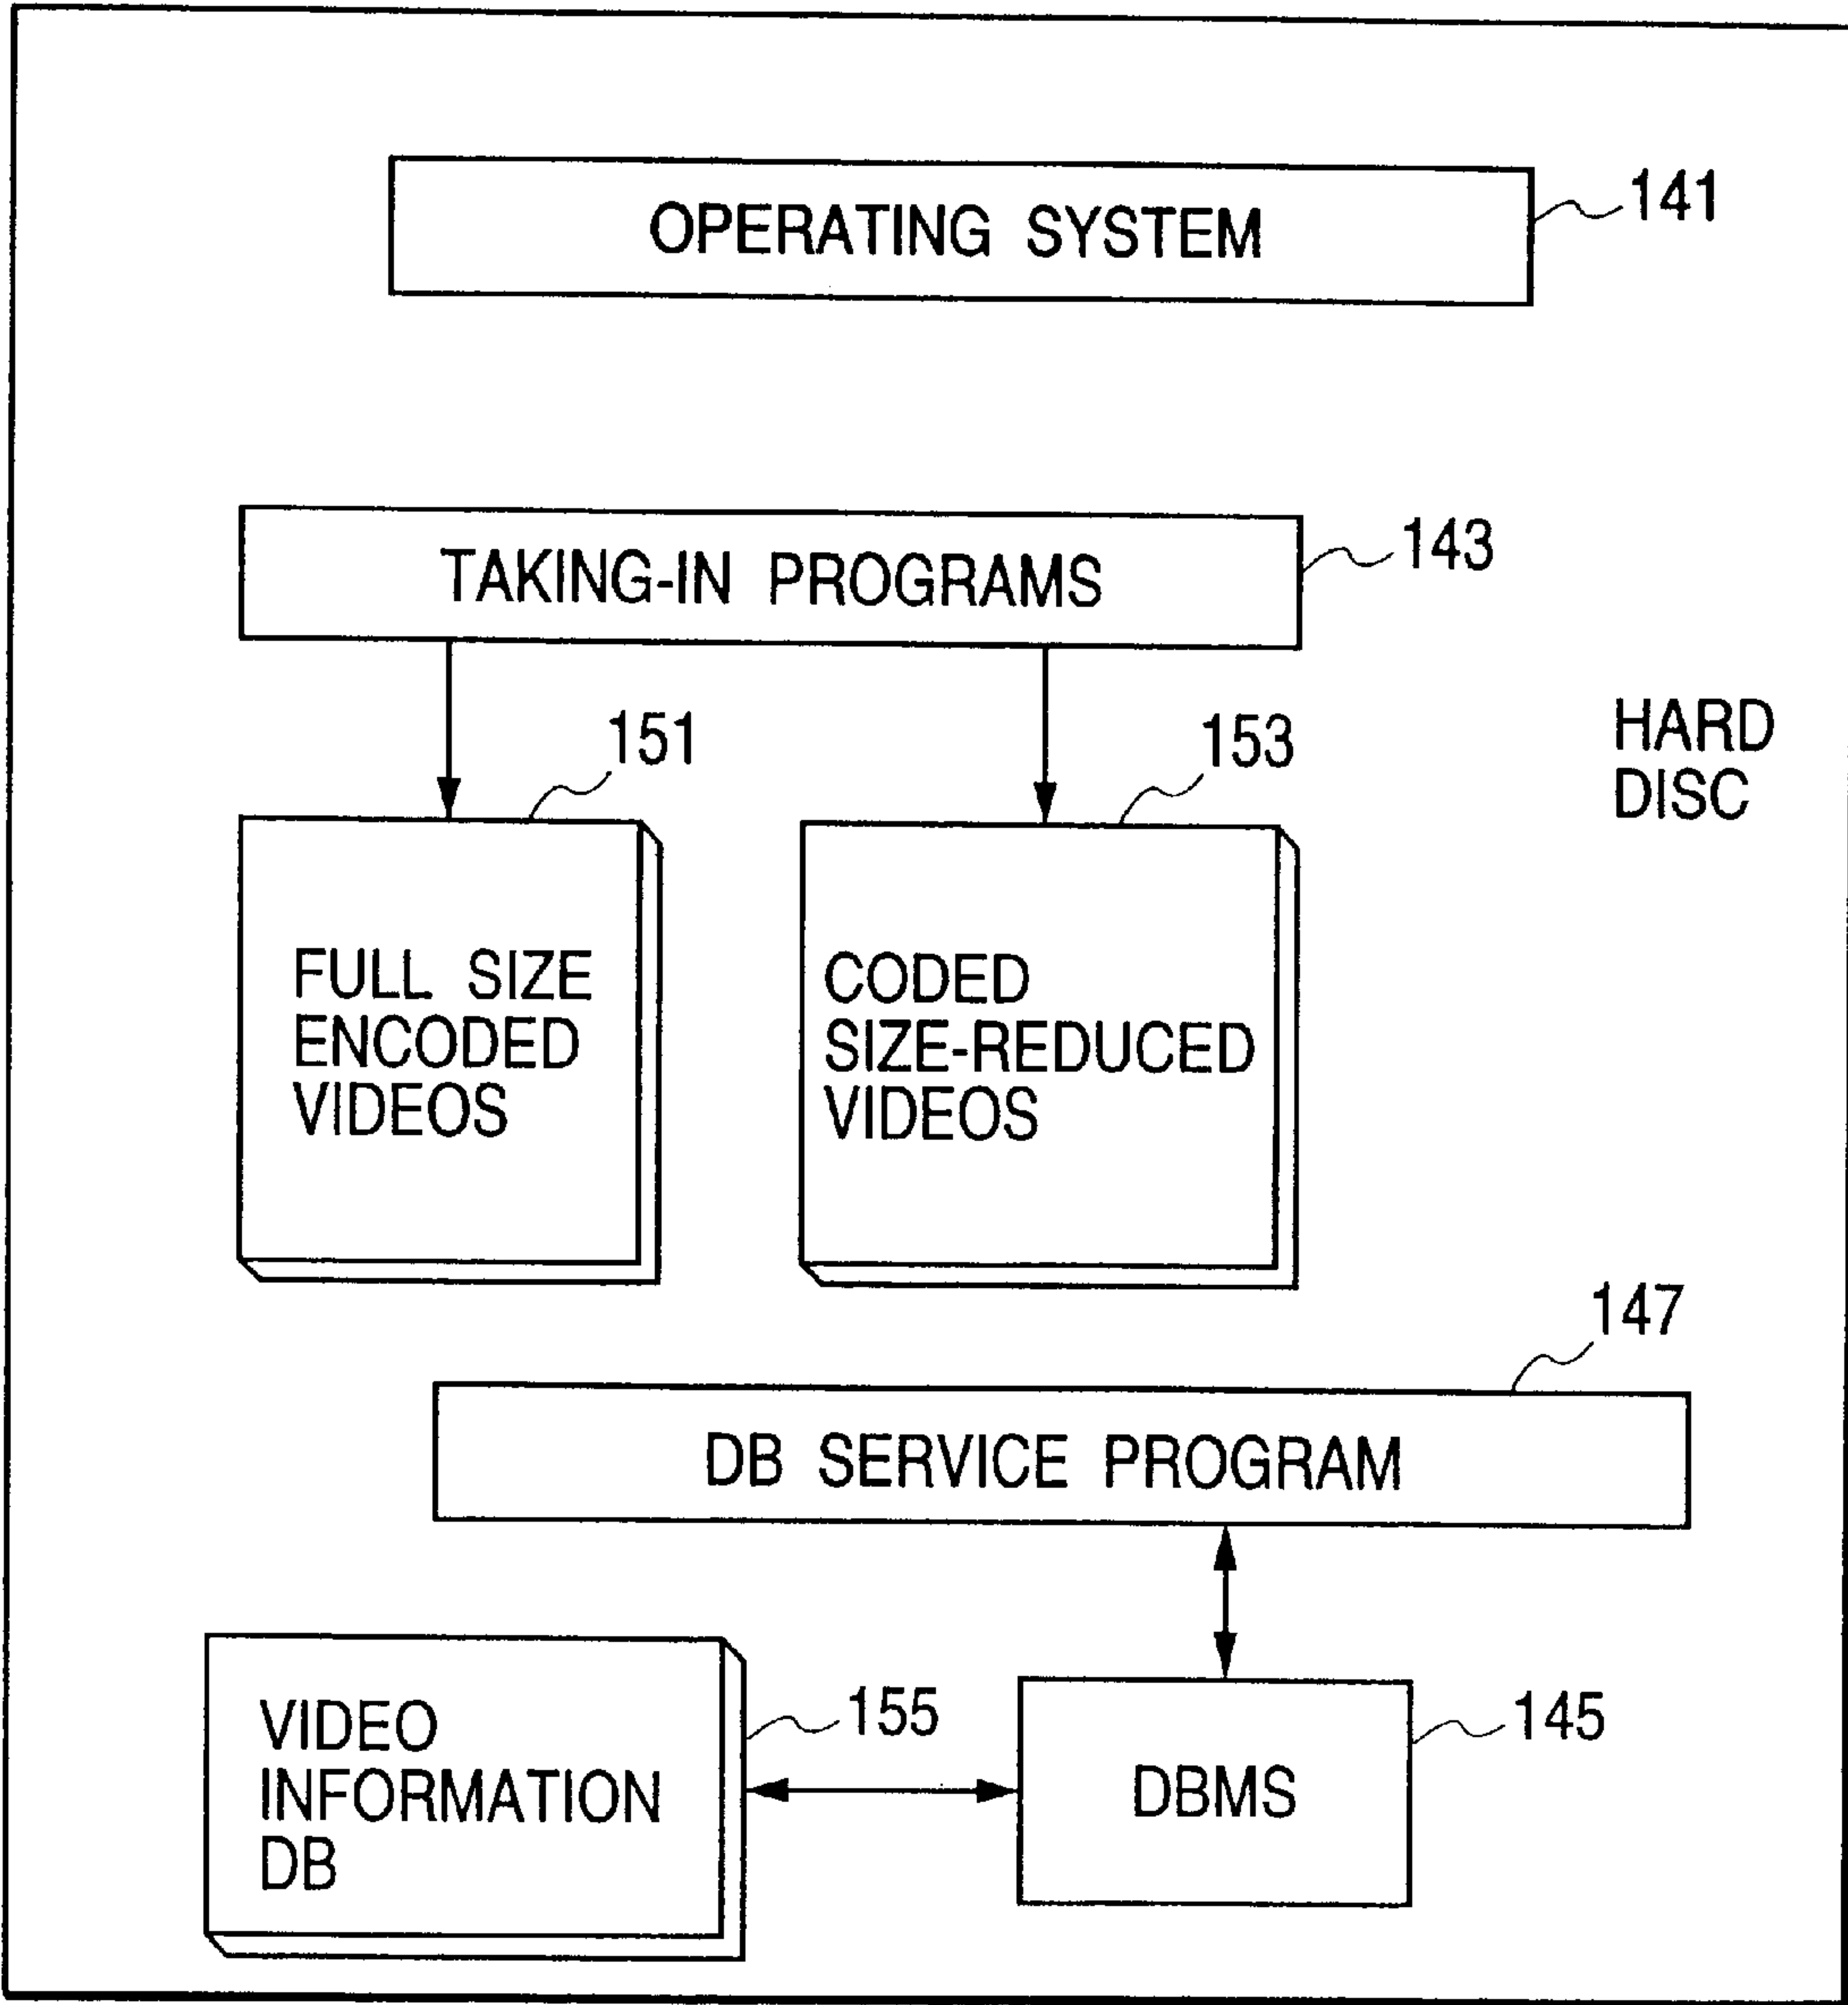 OPERATING SYSTEM
141
TAKING-IN PROGRAMS
143
151
153
HARD
DISC
FULL SIZE
ENCODED
VIDEOS
CODED
SIZE-REDUCED
VIDEOS
147
DB SERVICE PROGRAM
VIDEO
INFORMATION
DB
155
DBMS
145